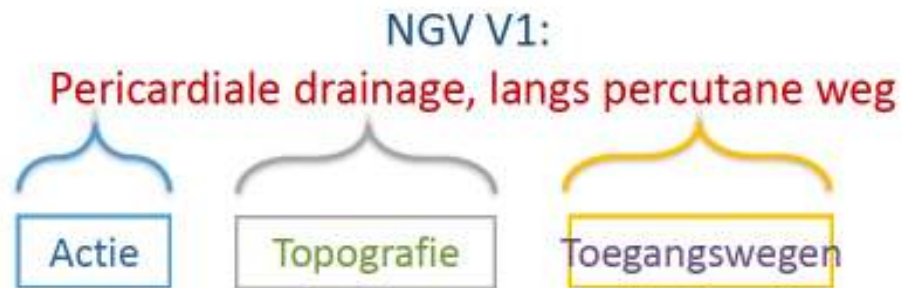 NGV V1:
Pericardiale drainage, langs percutane weg
Actie
Topografie
Toegangswegen